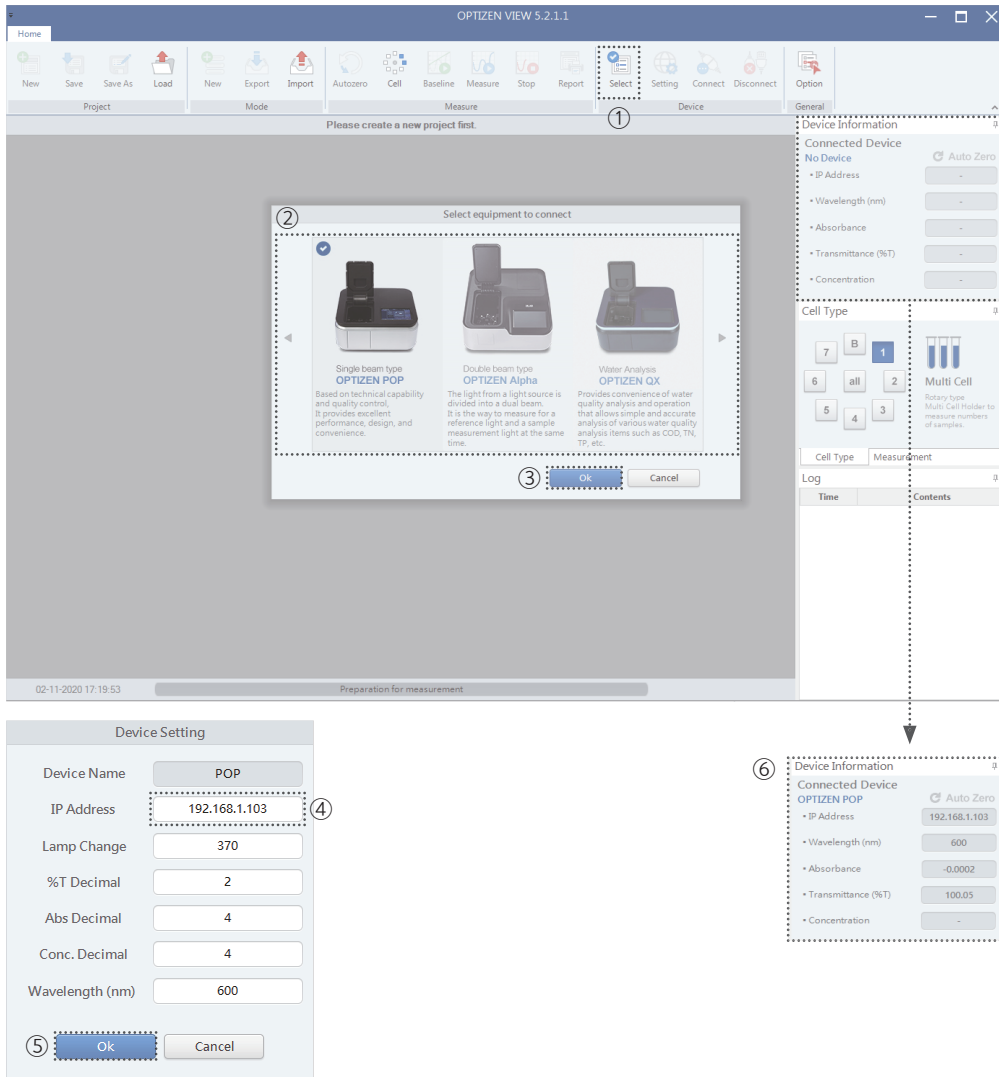 OPTIZEN VIEW 5.2.1.1
Home
New
Save
Save As
Load
New
Export
Import
Autozero
Cell
Baseline
Measure
Stop
Report
Select
Setting
Connect
Disconnect
Option
Project
Mode
Measure
Device
General
①
Please create a new project first.
Device Information
Connected Device
No Device
Auto Zero
• IP Address
-
• Wavelength (nm)
-
• Absorbance
-
• Transmittance (%T)
-
• Concentration
-
②
Select equipment to connect
Single beam type
OPTIZEN POP
Based on technical capability
and quality control,
It provides excellent
performance, design, and
convenience.
Double beam type
OPTIZEN Alpha
The light from a light source is
divided into a dual beam.
It is the way to measure for a
reference light and a sample
measurement light at the same
time.
Water Analysis
OPTIZEN QX
Provides convenience of water
quality analysis and operation
that allows simple and accurate
analysis of various water quality
analysis items such as COD, TN,
TP, etc.
③
Ok
Cancel
Cell Type
7
B
1
6
all
2
5
4
3
Multi Cell
Rotary type
Multi Cell Holder to
measure numbers
of samples.
Cell Type
Measurement
Log
Time
Contents
02-11-2020 17:19:53
Preparation for measurement
Device Setting
Device Name
POP
IP Address
192.168.1.103
④
Lamp Change
370
%T Decimal
2
Abs Decimal
4
Conc. Decimal
4
Wavelength (nm)
600
⑤
Ok
Cancel
⑥
Device Information
Connected Device
OPTIZEN POP
Auto Zero
• IP Address
192.168.1.103
• Wavelength (nm)
600
• Absorbance
-0.0002
• Transmittance (%T)
100.05
• Concentration
-